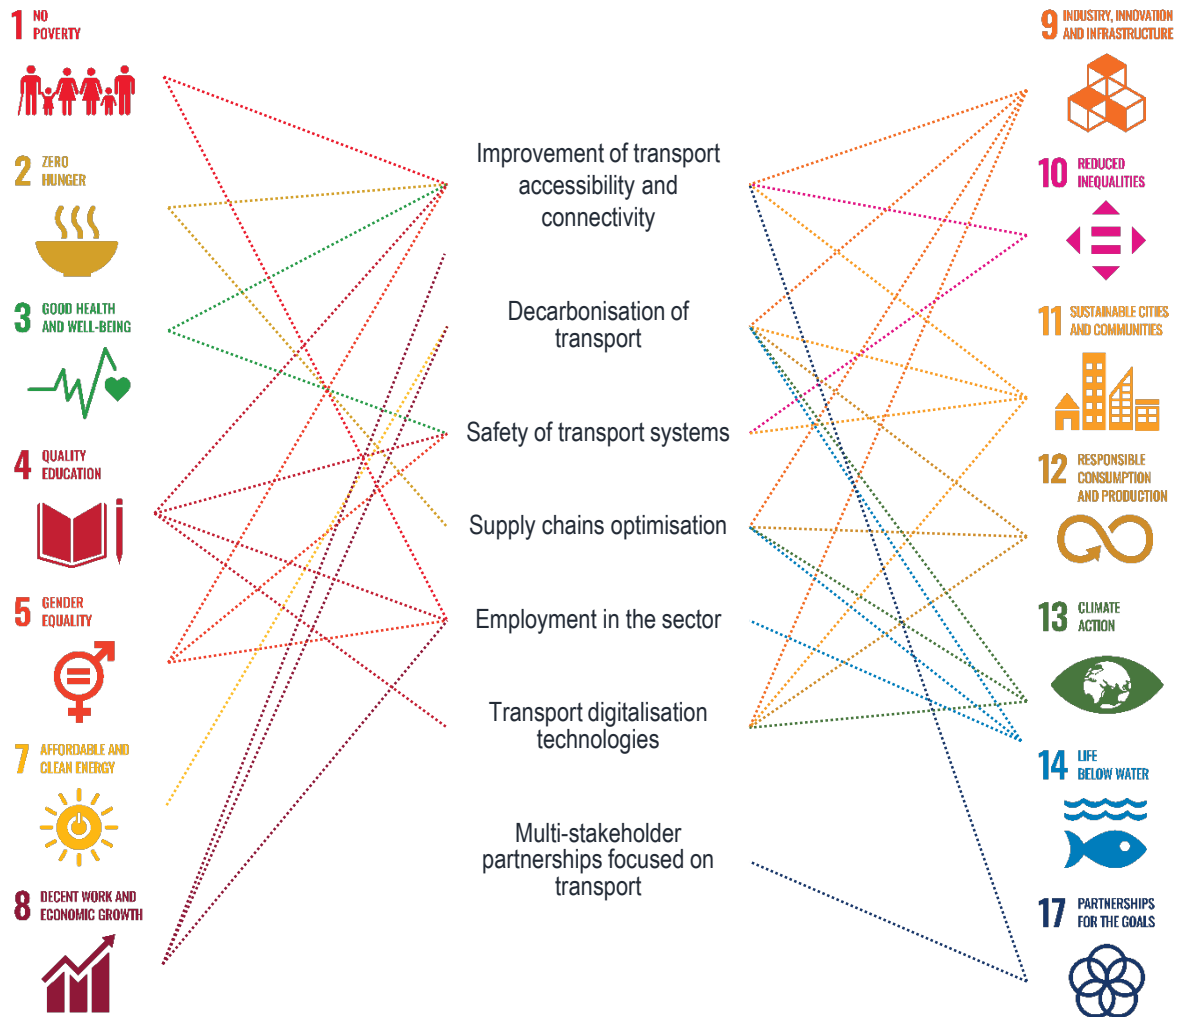 1 NO
POVERTY
2 ZERO
HUNGER
3 GOOD HEALTH
AND WELL-BEING
4 QUALITY
EDUCATION
5 GENDER
EQUALITY
7 AFFORDABLE AND
CLEAN ENERGY
8 DECENT WORK AND
ECONOMIC GROWTH
Improvement of transport
accessibility and
connectivity
Decarbonisation of
transport
Safety of transport systems
Supply chains optimisation
Employment in the sector
Transport digitalisation
technologies
Multi-stakeholder
partnerships focused on
transport
9 INDUSTRY, INNOVATION
AND INFRASTRUCTURE
10 REDUCED
INEQUALITIES
11 SUSTAINABLE CITIES
AND COMMUNITIES
12 RESPONSIBLE
CONSUMPTION
AND PRODUCTION
13 CLIMATE
ACTION
14 LIFE
BELOW WATER
17 PARTNERSHIPS
FOR THE GOALS